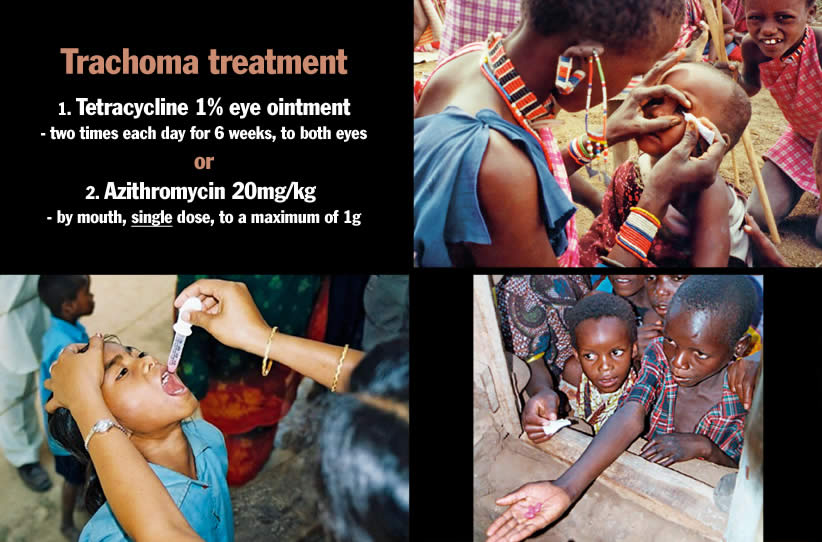 Trachoma treatment
1. Tetracycline 1% eye ointment
- two times each day for 6 weeks, to both eyes
or
2. Azithromycin 20mg/kg
- by mouth, single dose, to a maximum of 1g